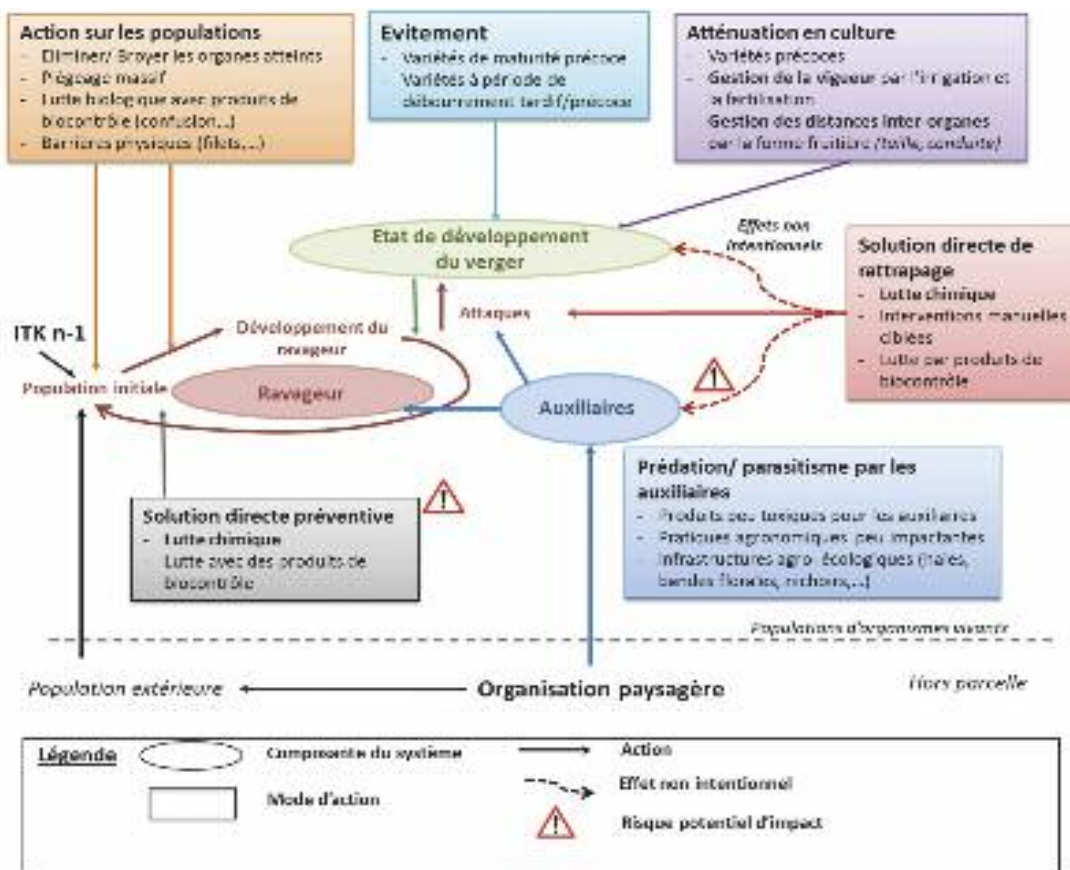 Action sur les populations
- Eliminer/ Broyer les organes atteints
- Piégeage massif
- Lutte biologique avec produits de
biocontrôle (confusion...)
- Barrières physiques (filets,...)
Evitement
- Variétés de maturité précoce
- Variétés à période de
débourrement tardif/précoce
Atténuation en culture
- Variétés précoces
- Gestion de la vigueur par l'irrigation et
la fertilisation
Gestion des distances inter-organes
par la forme fruitière (taille, conduite)
Etat de développement
du verger
Effets non
intentionnels
Solution directe de
rattrapage
- Lutte chimique
- Interventions manuelles
ciblées
- Lutte par produits de
biocontrôle
ITK n-1
Développement du
ravageur
Attaques
Population initiale
Ravageur
Auxiliaires
Solution directe préventive
- Lutte chimique
- Lutte avec des produits de
biocontrôle
Prédation/ parasitisme par les
auxiliaires
- Produits peu toxiques pour les auxiliaires
- Pratiques agronomiques peu impactantes
- Infrastructures agro-écologiques (haies,
bandes florales, nichoirs,...)
Populations d'organismes vivants
Population extérieure
Organisation paysagère
Hors parcelle
Légende
Composante du système
Action
Mode d'action
Effet non intentionnel
Risque potentiel d'impact